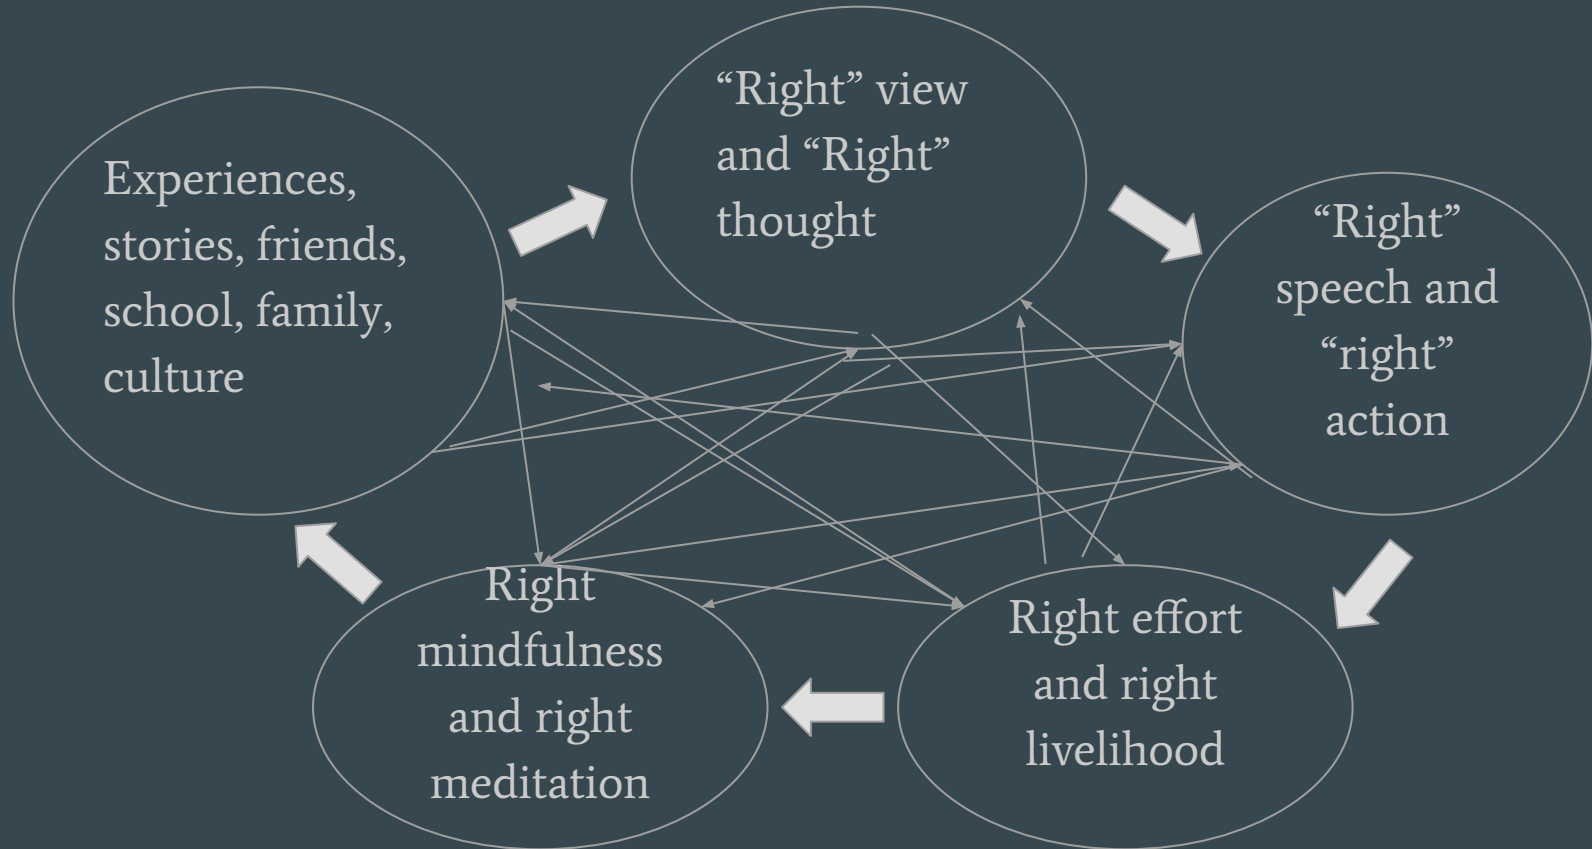 Experiences,
stories, friends,
school, family,
culture
“Right” view
and “Right”
thought
“Right”
speech and
“right”
action
Right effort
and right
livelihood
Right
mindfulness
and right
meditation